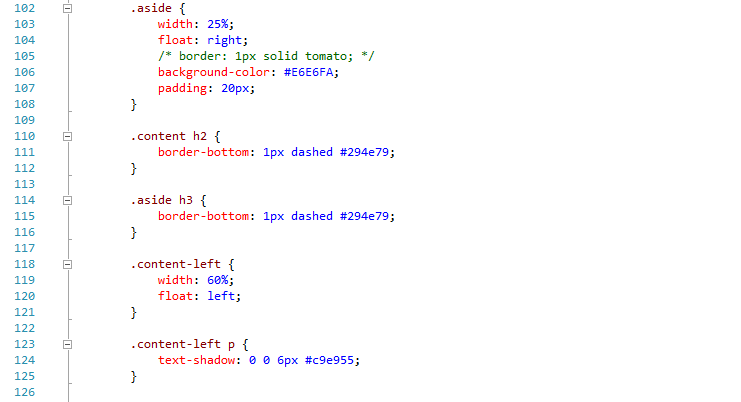 102 .aside {
103 width: 25%;
104 float: right;
105 /* border: 1px solid tomato; */
106 background-color: #E6E6FA;
107 padding: 20px;
108 }
109
110 .content h2 {
111 border-bottom: 1px dashed #294e79;
112 }
113
114 .aside h3 {
115 border-bottom: 1px dashed #294e79;
116 }
117
118 .content-left {
119 width: 60%;
120 float: left;
121 }
122
123 .content-left p {
124 text-shadow: 0 0 6px #c9e955;
125 }
126